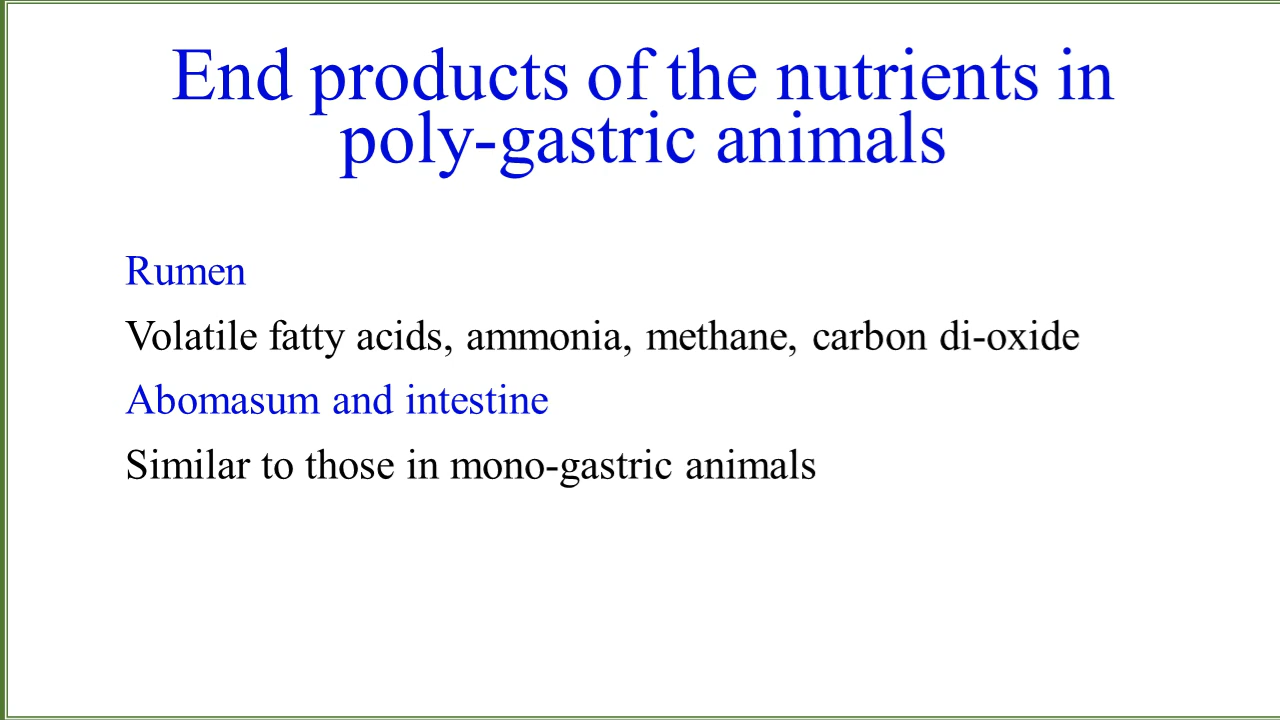 End products of the nutrients in
poly-gastric animals
Rumen
Volatile fatty acids, ammonia, methane, carbon di-oxide
Abomasum and intestine
Similar to those in mono-gastric animals